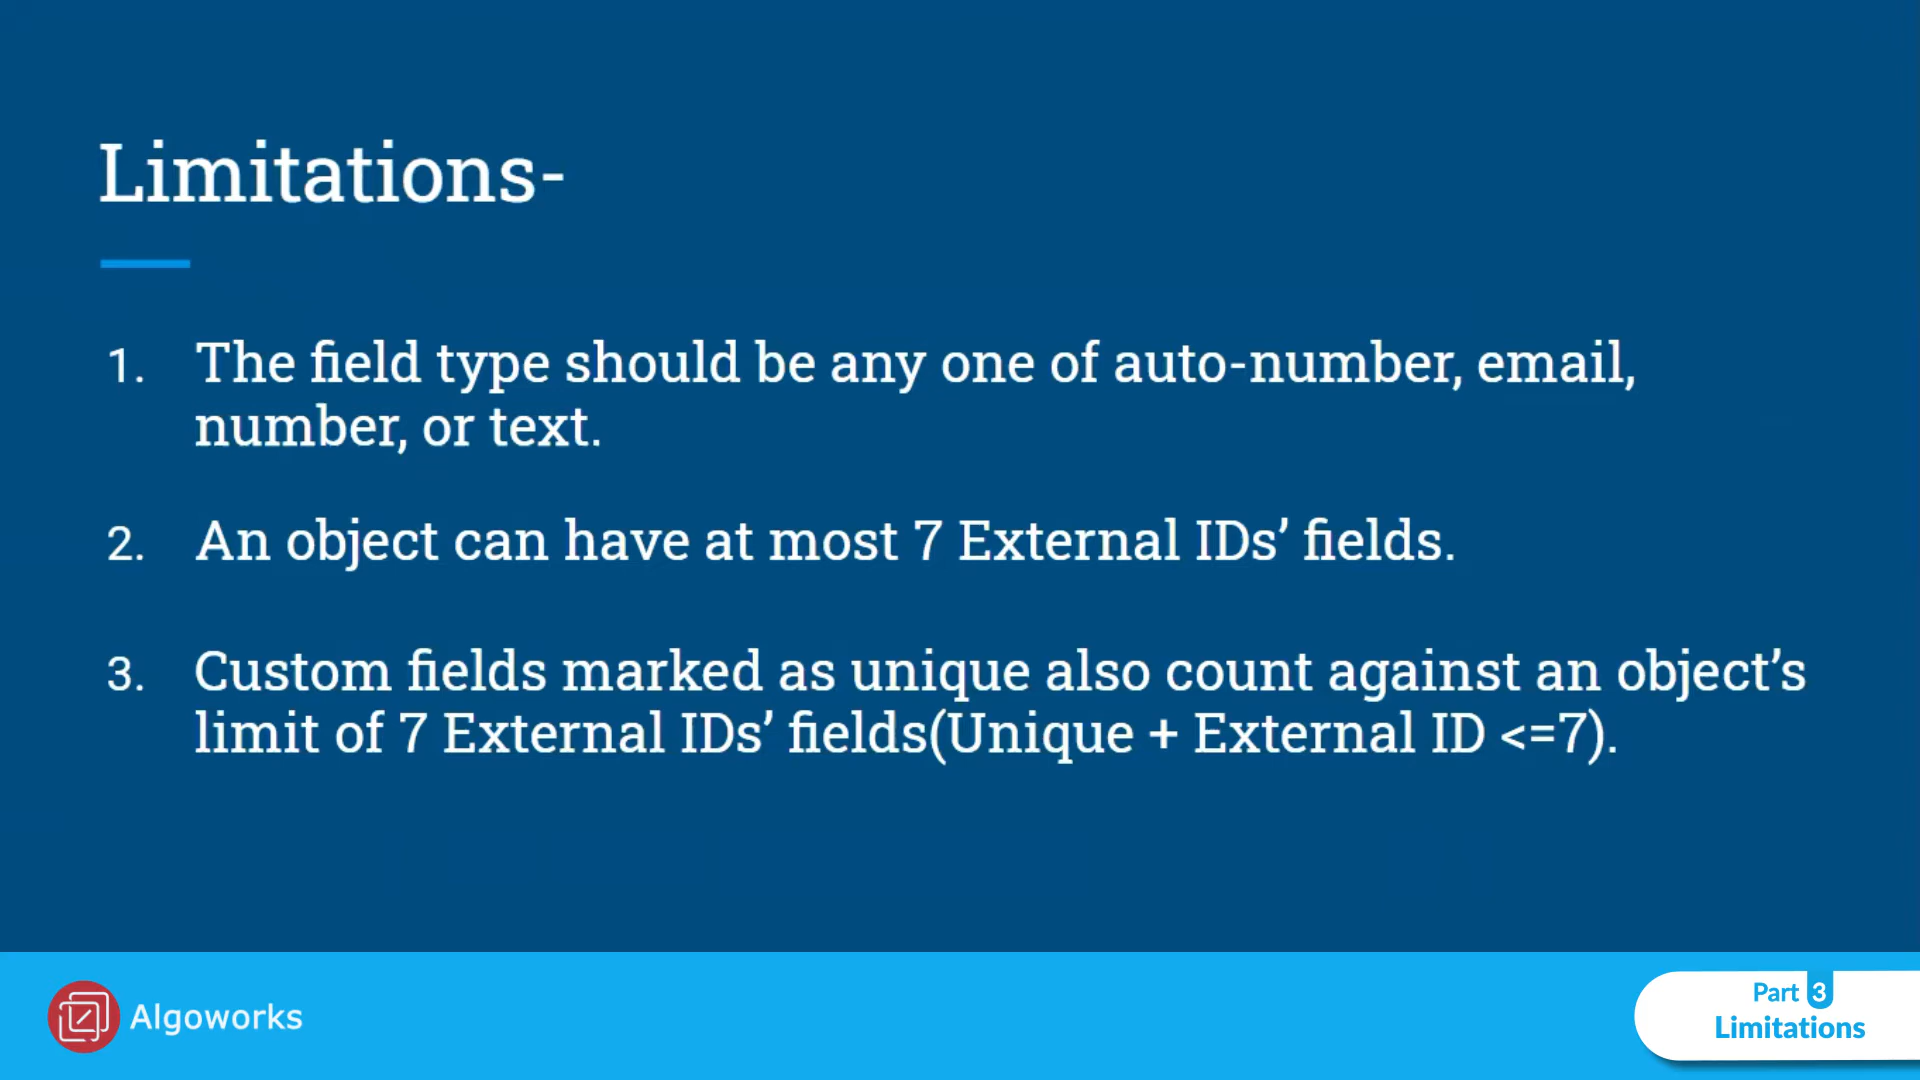 Limitations-
1. The field type should be any one of auto-number, email,
number, or text.
2. An object can have at most 7 External IDs’ fields.
3. Custom fields marked as unique also count against an object’s
limit of 7 External IDs’ fields(Unique + External ID <=7).
Algoworks
Part 3
Limitations